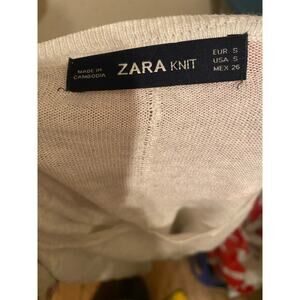 MADE IN
CAMBODIA
ZARA KNIT
EUR S
USA S
MEX 26